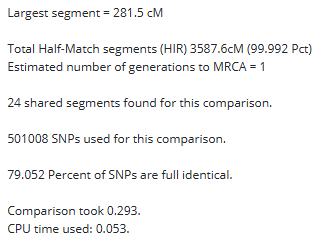 Largest segment = 281.5 cM
Total Half-Match segments (HIR) 3587.6cM (99.992 Pct)
Estimated number of generations to MRCA = 1
24 shared segments found for this comparison.
501008 SNPs used for this comparison.
79.052 Percent of SNPs are full identical.
Comparison took 0.293.
CPU time used: 0.053.